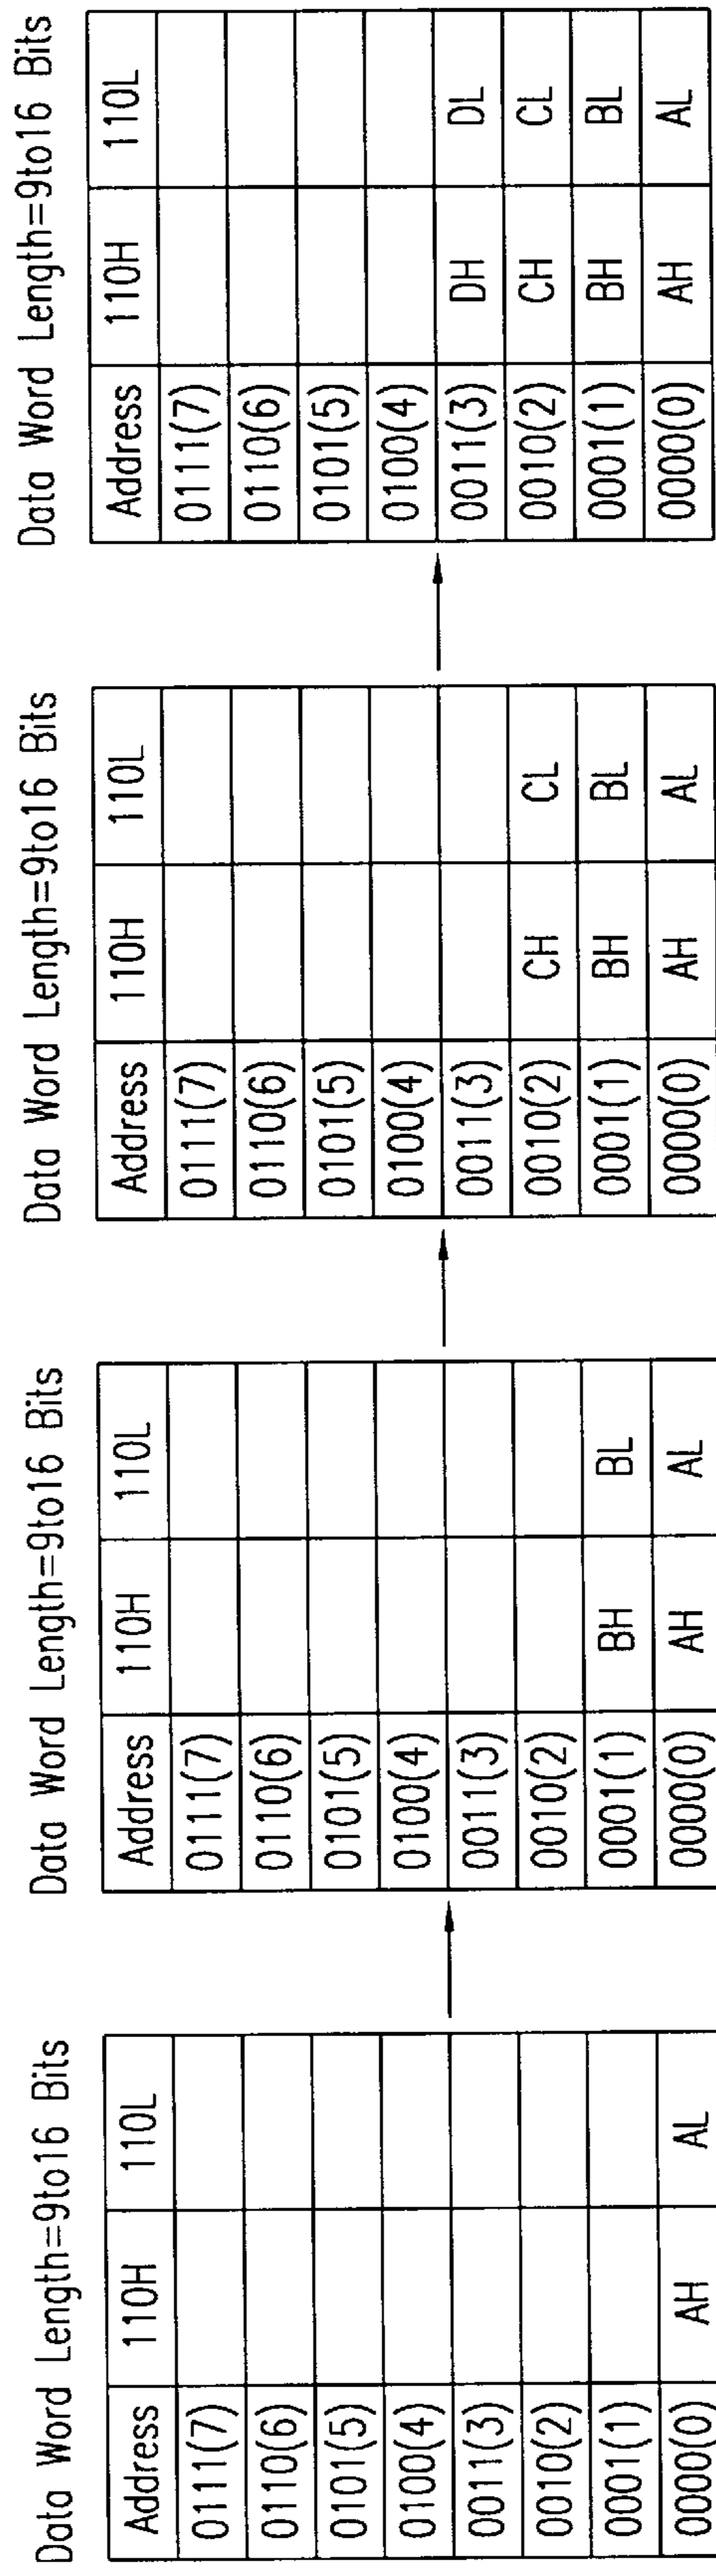 Data Word Length=9to16 Bits
Address 110H 110L
0111(7)
0110(6)
0101(5)
0100(4)
0011(3)
0010(2)
0001(1)
0000(0) AH AL
Data Word Length=9to16 Bits
Address 110H 110L
0111(7)
0110(6)
0101(5)
0100(4)
0011(3)
0010(2)
0001(1) BH BL
0000(0) AH AL
Data Word Length=9to16 Bits
Address 110H 110L
0111(7)
0110(6)
0101(5)
0100(4)
0011(3)
0010(2) CH CL
0001(1) BH BL
0000(0) AH AL
Data Word Length=9to16 Bits
Address 110H 110L
0111(7)
0110(6)
0101(5)
0100(4)
0011(3) DH DL
0010(2) CH CL
0001(1) BH BL
0000(0) AH AL